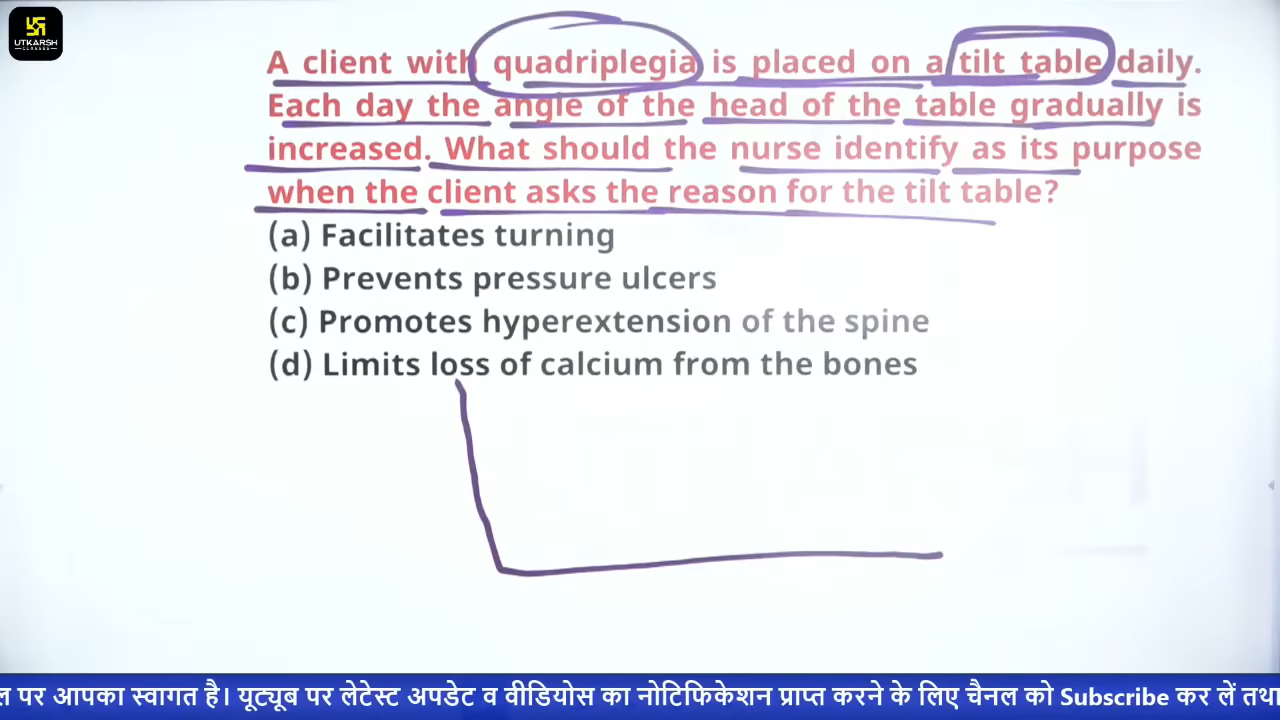 UTKARSH
CLASSES
A client with quadriplegia is placed on a tilt table daily.
Each day the angle of the head of the table gradually is
increased. What should the nurse identify as its purpose
when the client asks the reason for the tilt table?
(a) Facilitates turning
(b) Prevents pressure ulcers
(c) Promotes hyperextension of the spine
(d) Limits loss of calcium from the bones
ल पर आपका स्वागत है। यूट्यूब पर लेटेस्ट अपडेट व वीडियोस का नोटिफिकेशन प्राप्त करने के लिए चैनल को Subscribe कर लें तथा